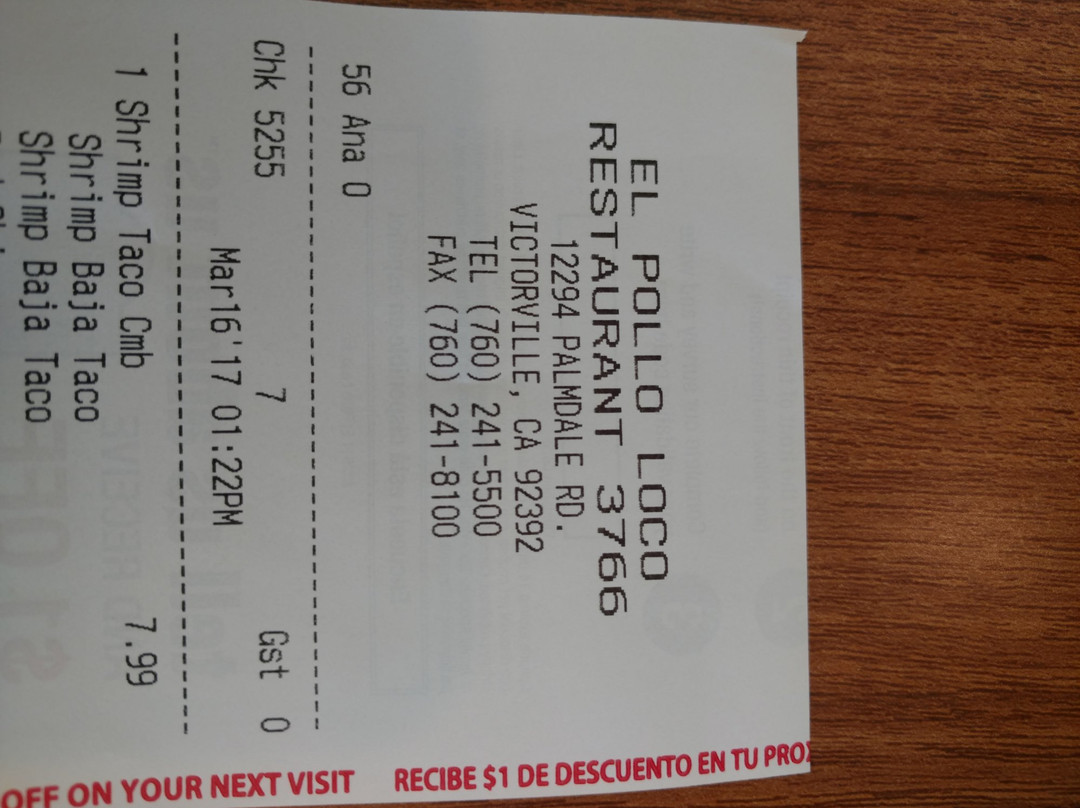 EL POLLO LOCO
RESTAURANT 3766
12294 PALMDALE RD.
VICTORVILLE, CA 92392
TEL (760) 241-5500
FAX (760) 241-8100
56 Ana O
Chk 5255 7 Gst 0
Mar16'17 01:22PM
1 Shrimp Taco Cmb 7.99
Shrimp Baja Taco
Shrimp Baja Taco
OFF ON YOUR NEXT VISIT RECIBE $1 DE DESCUENTO EN TU